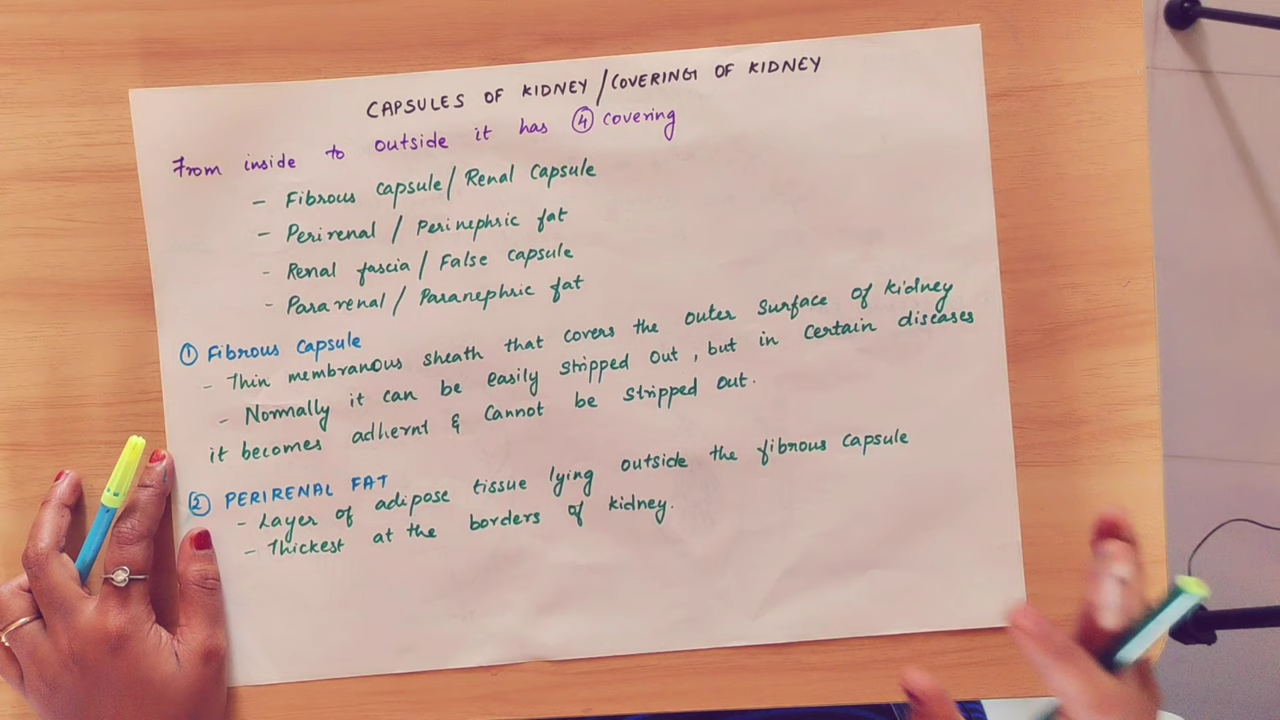 CAPSULES OF KIDNEY / COVERING OF KIDNEY
From inside to outside it has ④ covering
- Fibrous capsule / Renal Capsule
- Perirenal / Perinephric fat
- Renal fascia / False capsule
- Pararenal / Paranephric fat
① Fibrous Capsule
- Thin membranous sheath that covers the outer surface of kidney
- Normally it can be easily stripped out, but in certain diseases
it becomes adhernt & Cannot be stripped out.
② PERIRENAL FAT
- Layer of adipose tissue lying outside the fibrous capsule
- Thickest at the borders of kidney.